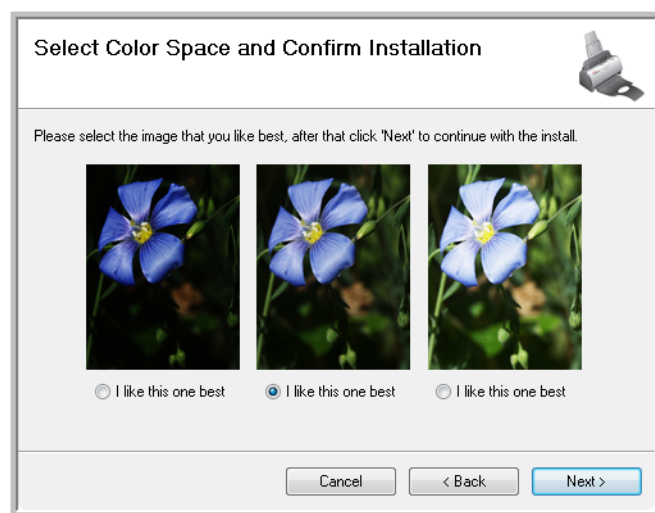 Select Color Space and Confirm Installation
Please select the image that you like best, after that click 'Next' to continue with the install.
I like this one best
I like this one best
I like this one best
Cancel
< Back
Next >